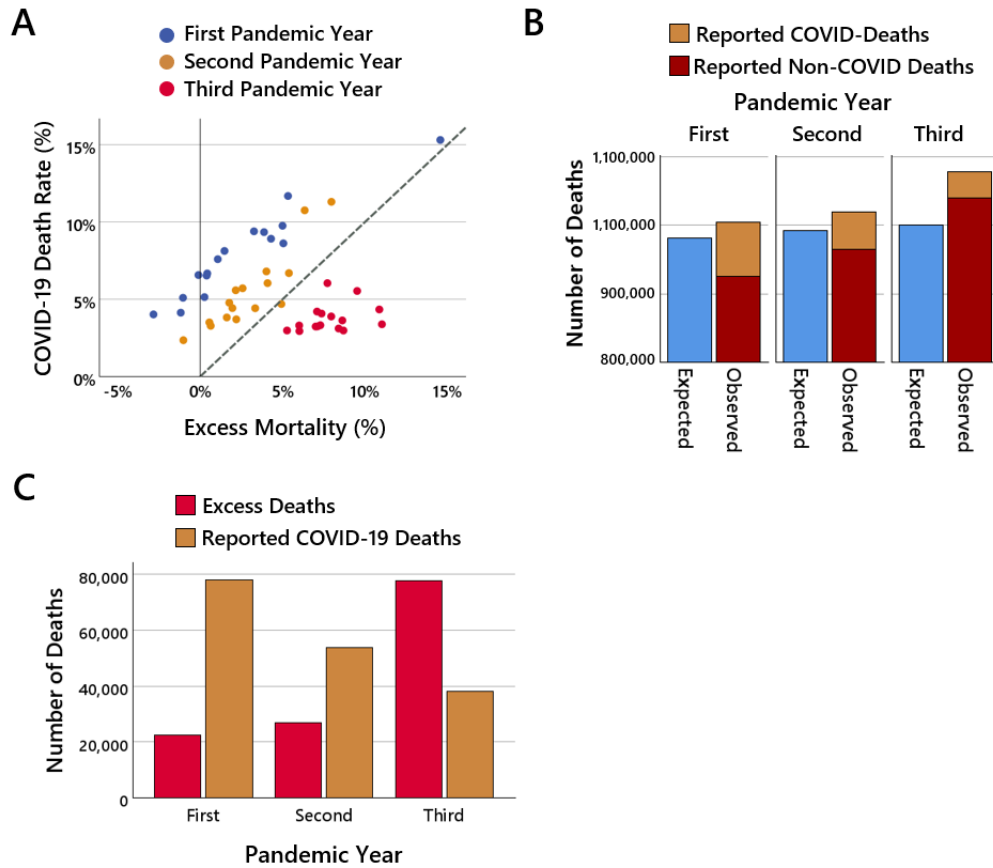 A
First Pandemic Year
Second Pandemic Year
Third Pandemic Year
COVID-19 Death Rate (%)
15%
10%
5%
0%
-5%
0%
5%
10%
15%
Excess Mortality (%)
B
Reported COVID-Deaths
Reported Non-COVID Deaths
Pandemic Year
First
Second
Third
Number of Deaths
1,100,000
1,100,000
900,000
800,000
Expected
Observed
Expected
Observed
Expected
Observed
C
Excess Deaths
Reported COVID-19 Deaths
Number of Deaths
80,000
60,000
40,000
20,000
0
First
Second
Third
Pandemic Year